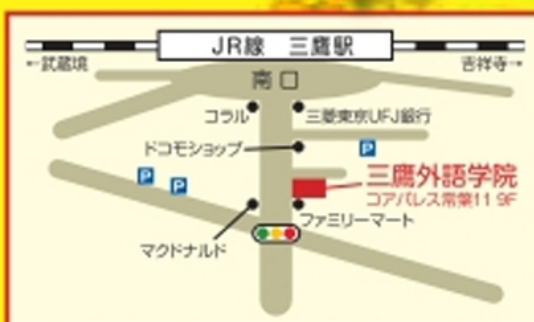 JR線 三鷹駅
←武蔵境
吉祥寺→
南口
コラル
三菱東京UFJ銀行
ドコモショップ
P
P
P
三鷹外語学院
コアパレス常葉11 9F
ファミリーマート
マクドナルド